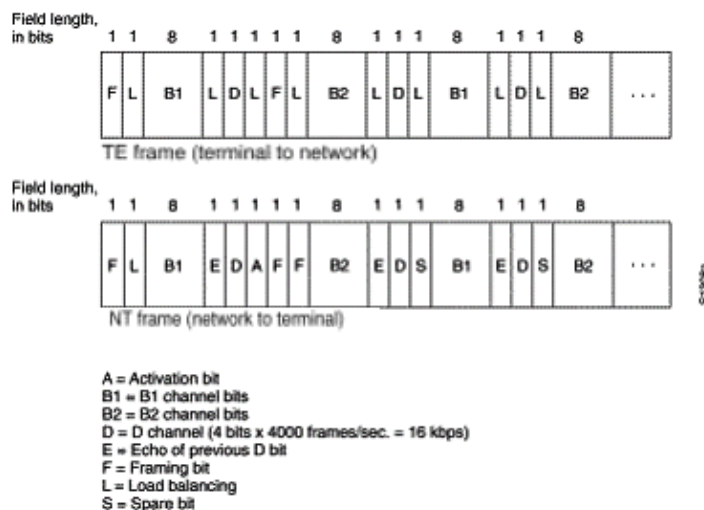 Field length,
in bits 1 1 8 1 1 1 1 1 8 1 1 1 8 1 1 1 8
F L B1 L D L F L B2 L D L B1 L D L B2 ...
TE frame (terminal to network)
Field length,
in bits 1 1 8 1 1 1 1 1 8 1 1 1 8 1 1 1 8
F L B1 E D A F F B2 E D S B1 E D S B2 ...
NT frame (network to terminal)
A = Activation bit
B1 = B1 channel bits
B2 = B2 channel bits
D = D channel (4 bits x 4000 frames/sec. = 16 kbps)
E = Echo of previous D bit
F = Framing bit
L = Load balancing
S = Spare bit